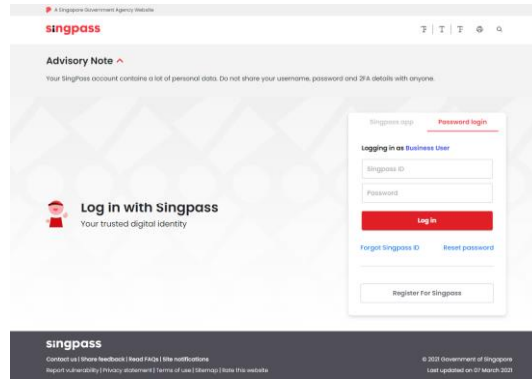 A Singapore Government Agency Website
singpass
T | T | T
Advisory Note
Your SingPass account contains a lot of personal data. Do not share your username, password and 2FA details with anyone.
Singpass app
Password login
Logging in as Business User
Singpass ID
Password
Log in
Forgot Singpass ID
Reset password
Register For Singpass
Log in with Singpass
Your trusted digital identity
singpass
Contact us | Share feedback | Read FAQs | Site notifications
Report vulnerability | Privacy statement | Terms of use | Sitemap | Rate this website
© 2021 Government of Singapore
Last updated on 07 March 2021